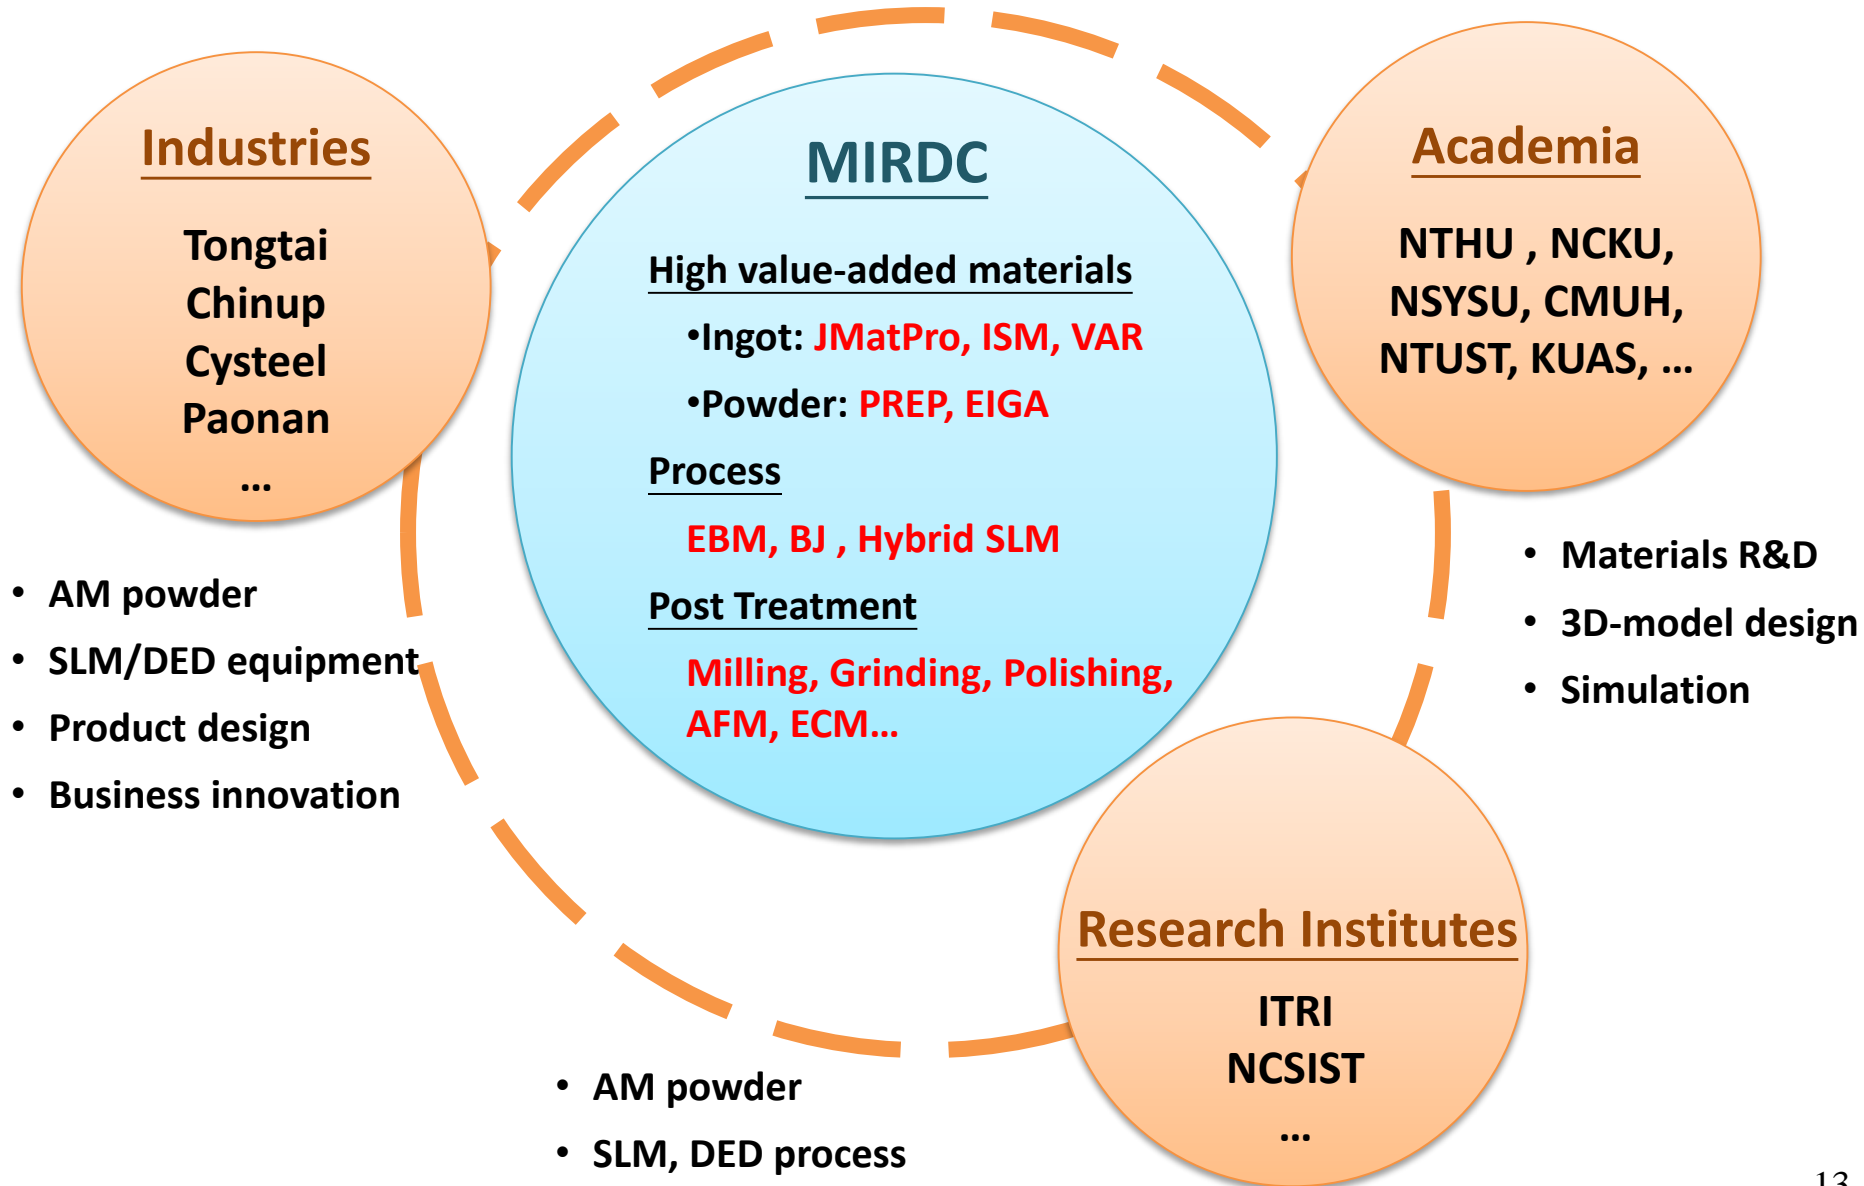 Industries
Tongtai
Chinup
Cysteel
Paonan
...
• AM powder
• SLM/DED equipment
• Product design
• Business innovation
MIRDC
High value-added materials
•Ingot: JMatPro, ISM, VAR
•Powder: PREP, EIGA
Process
EBM, BJ , Hybrid SLM
Post Treatment
Milling, Grinding, Polishing,
AFM, ECM...
Academia
NTHU , NCKU,
NSYSU, CMUH,
NTUST, KUAS, ...
• Materials R&D
• 3D-model design
• Simulation
Research Institutes
ITRI
NCSIST
...
• AM powder
• SLM, DED process
13